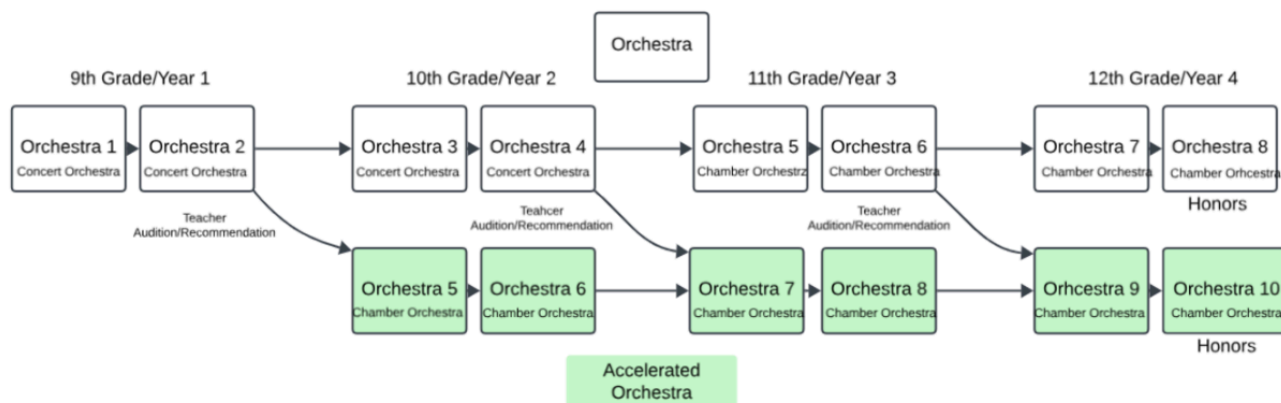 Orchestra
9th Grade/Year 1
10th Grade/Year 2
11th Grade/Year 3
12th Grade/Year 4
Orchestra 1
Concert Orchestra
Orchestra 2
Concert Orchestra
Orchestra 3
Concert Orchestra
Orchestra 4
Concert Orchestra
Orchestra 5
Chamber Orchestrz
Orchestra 6
Chamber Orchestra
Orchestra 7
Chamber Orchestra
Orchestra 8
Chamber Orhcestra
Honors
Teacher
Audition/Recommendation
Teahcer
Audition/Recommendation
Teacher
Audition/Recommendation
Orchestra 5
Chamber Orchestra
Orchestra 6
Chamber Orchestra
Orchestra 7
Chamber Orchestra
Orchestra 8
Chamber Orchestra
Orhcestra 9
Chamber Orchestra
Orchestra 10
Chamber Orchestra
Honors
Accelerated
Orchestra